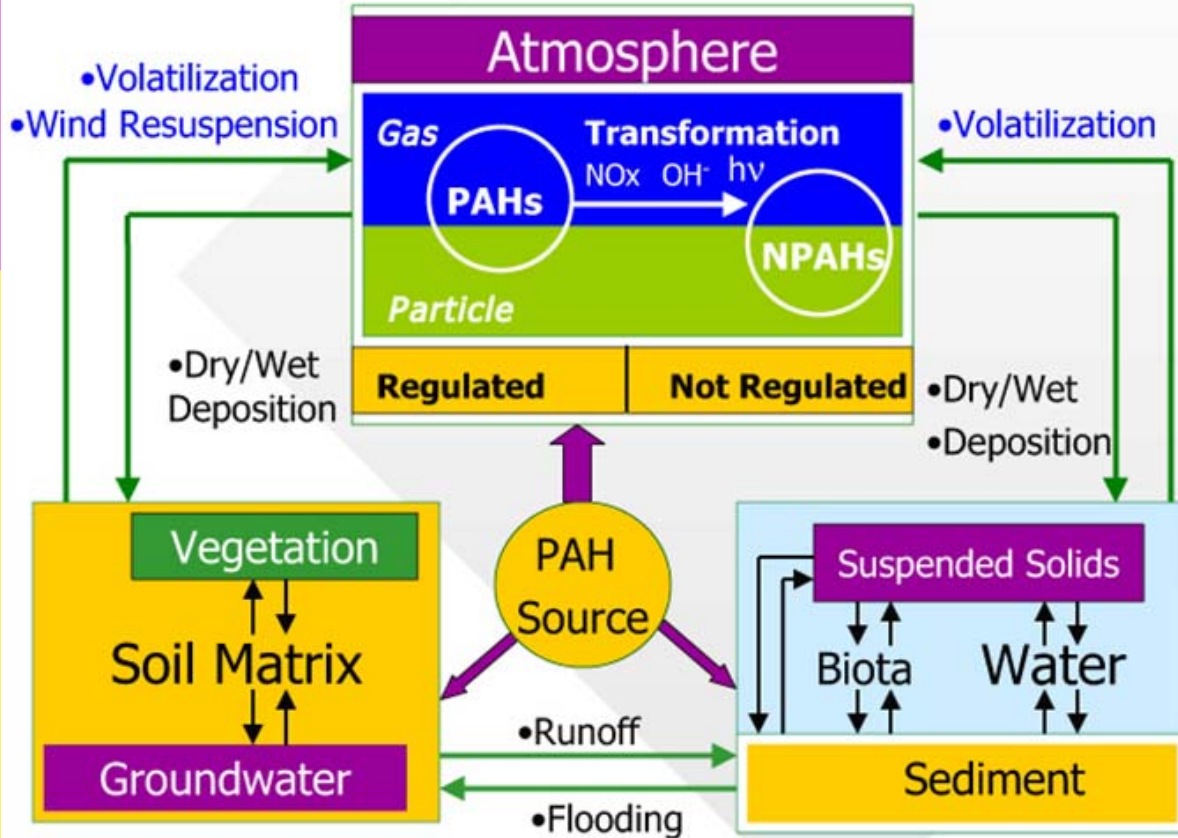 Atmosphere
•Volatilization
•Wind Resuspension
Gas
Transformation
NOx OH- hν
PAHs
NPAHs
Particle
•Volatilization
Regulated
Not Regulated
•Dry/Wet
Deposition
•Dry/Wet
•Deposition
PAH
Source
Vegetation
Soil Matrix
Groundwater
Suspended Solids
Biota
Water
Sediment
•Runoff
•Flooding